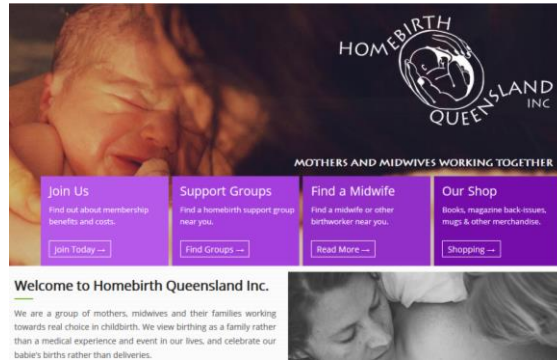 HOMEBIRTH
QUEENSLAND
INC
MOTHERS AND MIDWIVES WORKING TOGETHER
Join Us
Find out about membership
benefits and costs.
Join Today →
Support Groups
Find a homebirth support group
near you.
Find Groups →
Find a Midwife
Find a midwife or other
birthworker near you.
Read More →
Our Shop
Books, magazine back-issues,
mugs & other merchandise.
Shopping →
Welcome to Homebirth Queensland Inc.
We are a group of mothers, midwives and their families working
towards real choice in childbirth. We view birthing as a family rather
than a medical experience and event in our lives, and celebrate our
babie's births rather than deliveries.